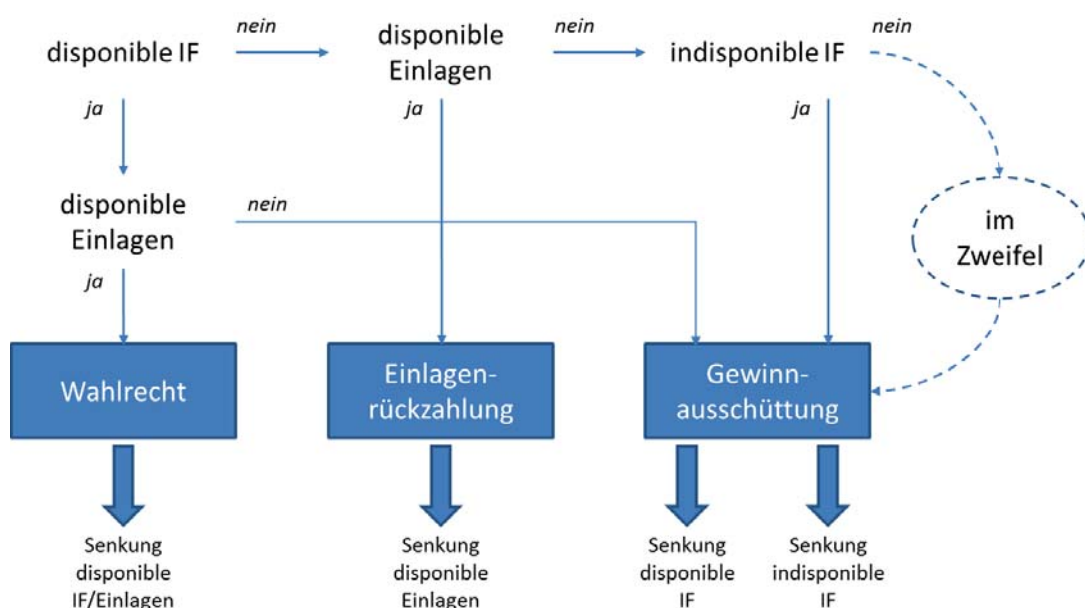 disponible IF
nein
disponible
Einlagen
nein
indisponible IF
nein
ja
ja
ja
disponible
Einlagen
nein
im
Zweifel
ja
Wahlrecht
Einlagen-
rückzahlung
Gewinn-
ausschüttung
Senkung
disponible
IF/Einlagen
Senkung
disponible
Einlagen
Senkung
disponible
IF
Senkung
indisponible
IF